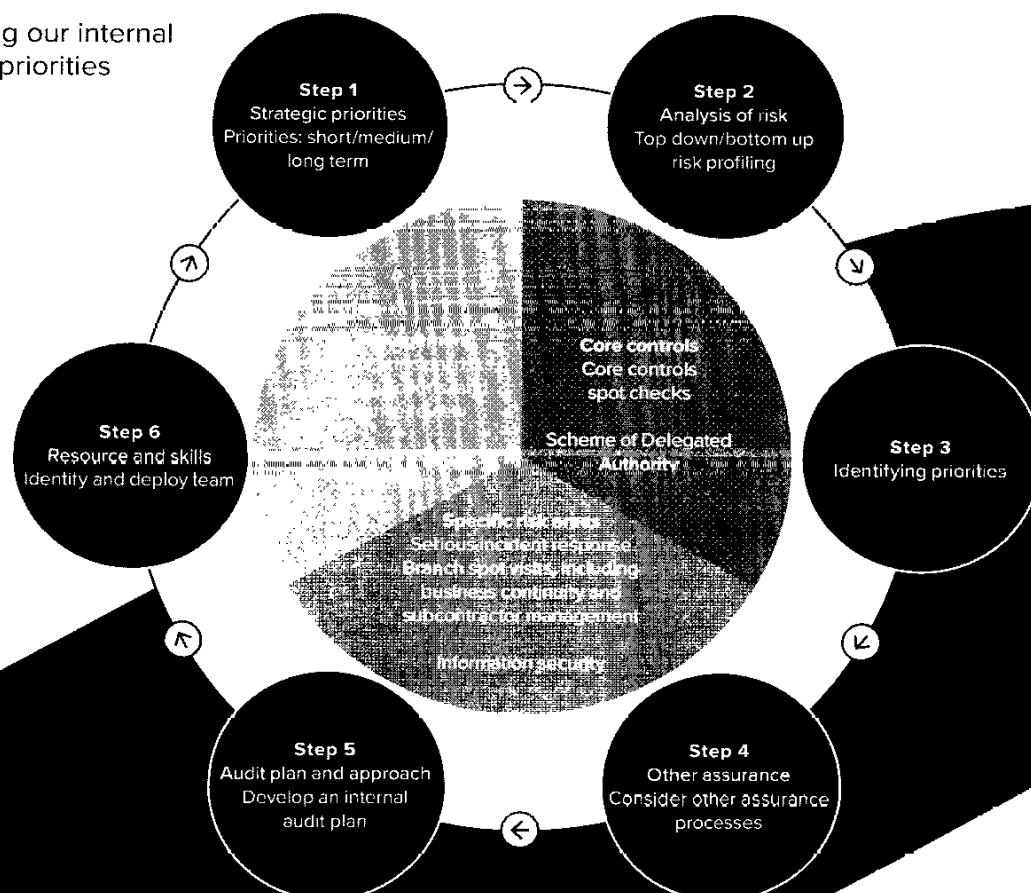 g our internal
priorities
Step 1
Strategic priorities
Priorities: short/medium/
long term
Step 2
Analysis of risk
Top down/bottom up
risk profiling
Core controls
Core controls
spot checks
Scheme of Delegated
Authority
Step 3
Identifying priorities
Step 6
Resource and skills
Identify and deploy team
Specific risk areas
Serious incident response
Branch spot visits, including
business continuity and
subcontractor management
Information security
Step 5
Audit plan and approach
Develop an internal
audit plan
Step 4
Other assurance
Consider other assurance
processes